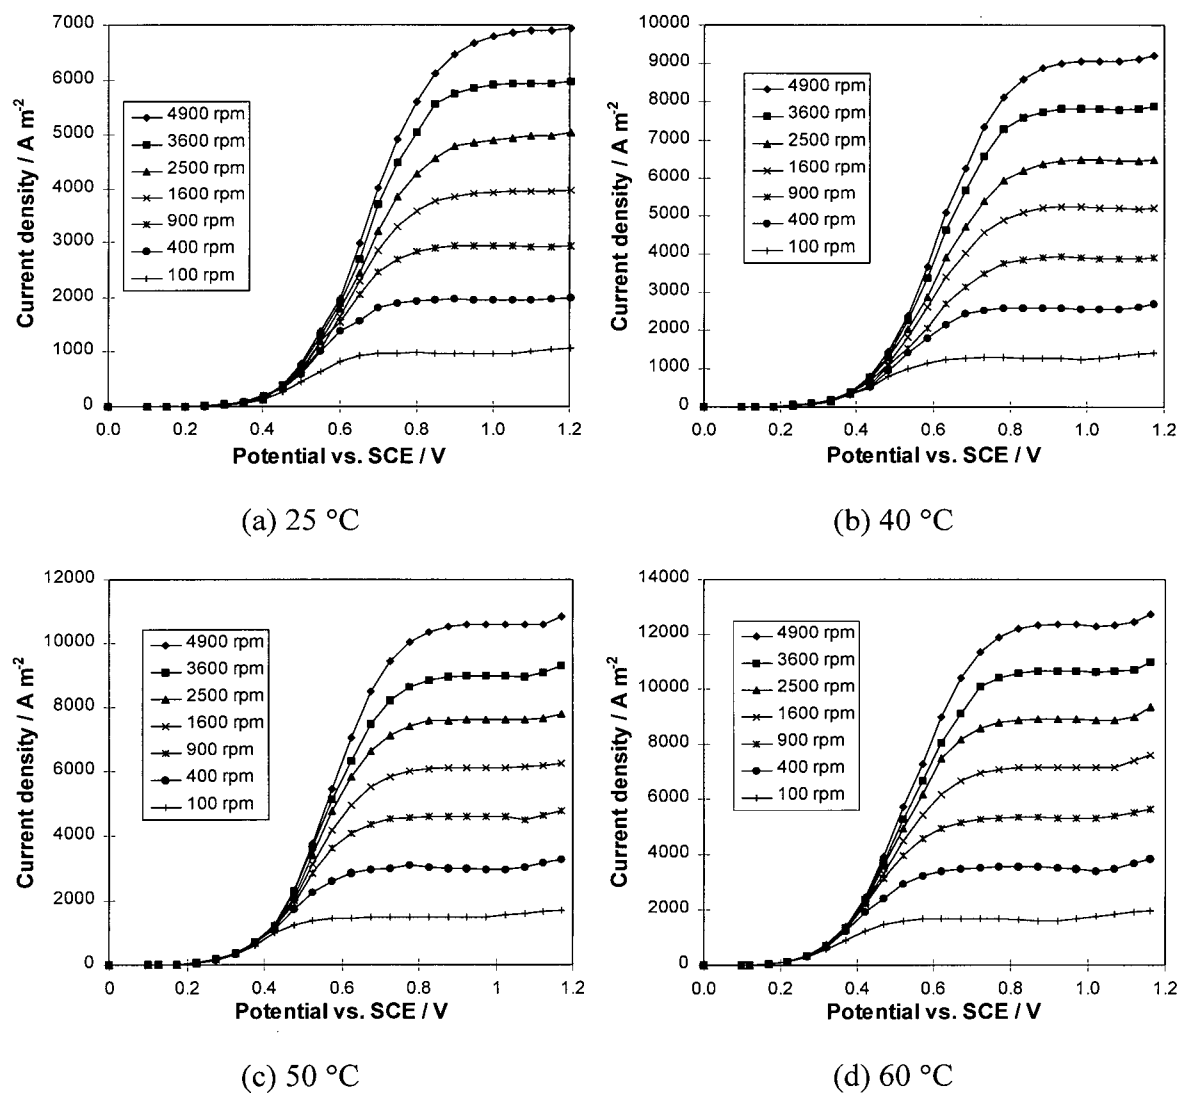 7000
6000
5000
4000
3000
2000
1000
0
Current density / A m-2
4900 rpm
3600 rpm
2500 rpm
1600 rpm
900 rpm
400 rpm
100 rpm
0.0 0.2 0.4 0.6 0.8 1.0 1.2
Potential vs. SCE / V
(a) 25 °C
10000
9000
8000
7000
6000
5000
4000
3000
2000
1000
0
Current density / A m-2
4900 rpm
3600 rpm
2500 rpm
1600 rpm
900 rpm
400 rpm
100 rpm
0.0 0.2 0.4 0.6 0.8 1.0 1.2
Potential vs. SCE / V
(b) 40 °C
12000
10000
8000
6000
4000
2000
0
Current density / A m-2
4900 rpm
3600 rpm
2500 rpm
1600 rpm
900 rpm
400 rpm
100 rpm
0 0.2 0.4 0.6 0.8 1 1.2
Potential vs. SCE / V
(c) 50 °C
14000
12000
10000
8000
6000
4000
2000
0
Current density / A m-2
4900 rpm
3600 rpm
2500 rpm
1600 rpm
900 rpm
400 rpm
100 rpm
0.0 0.2 0.4 0.6 0.8 1.0 1.2
Potential vs. SCE / V
(d) 60 °C